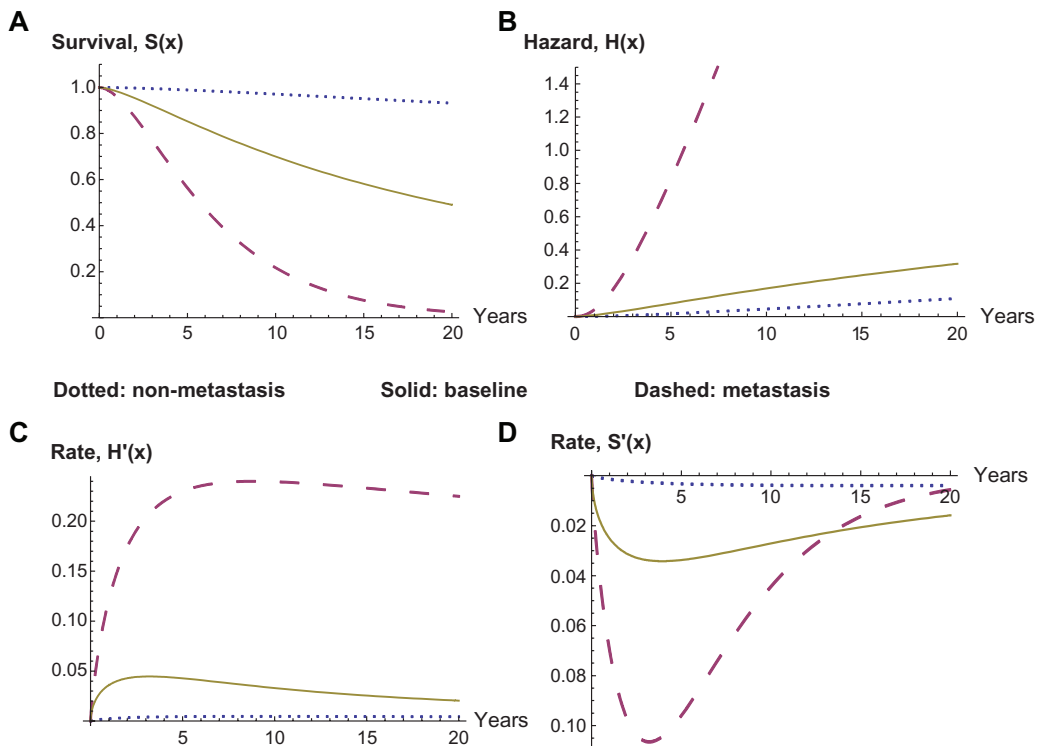 A
Survival, S(x)
1.0
0.8
0.6
0.4
0.2
0
5
10
15
20
Years
B
Hazard, H(x)
1.4
1.2
1.0
0.8
0.6
0.4
0.2
0
5
10
15
20
Years
Dotted: non-metastasis
Solid: baseline
Dashed: metastasis
C
Rate, H'(x)
0.20
0.15
0.10
0.05
5
10
15
20
Years
D
Rate, S'(x)
Years
5
10
15
20
0.02
0.04
0.06
0.08
0.10